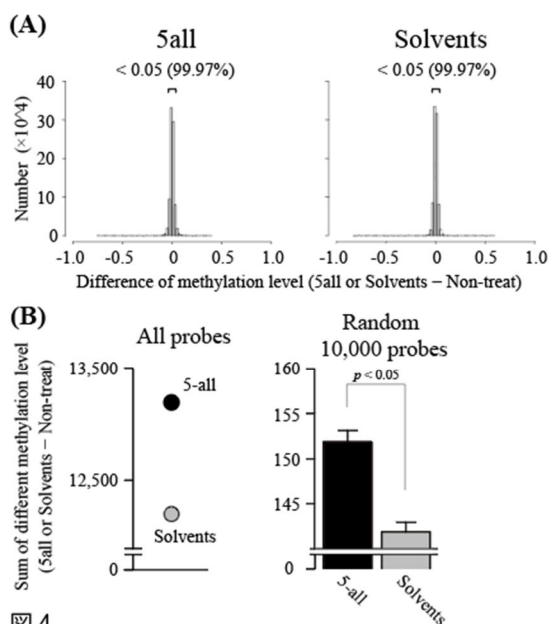 (A)
5all
Solvents
< 0.05 (99.97%)
< 0.05 (99.97%)
Number (×10^4)
40
30
20
10
0
-1.0 -0.5 0 0.5 1.0
-1.0 -0.5 0 0.5 1.0
Difference of methylation level (5all or Solvents – Non-treat)
(B)
All probes
Random
10,000 probes
Sum of different methylation level
(5all or Solvents – Non-treat)
13,500
12,500
0
5-all
Solvents
160
155
150
145
0
p < 0.05
5-all
Solvents
図 4